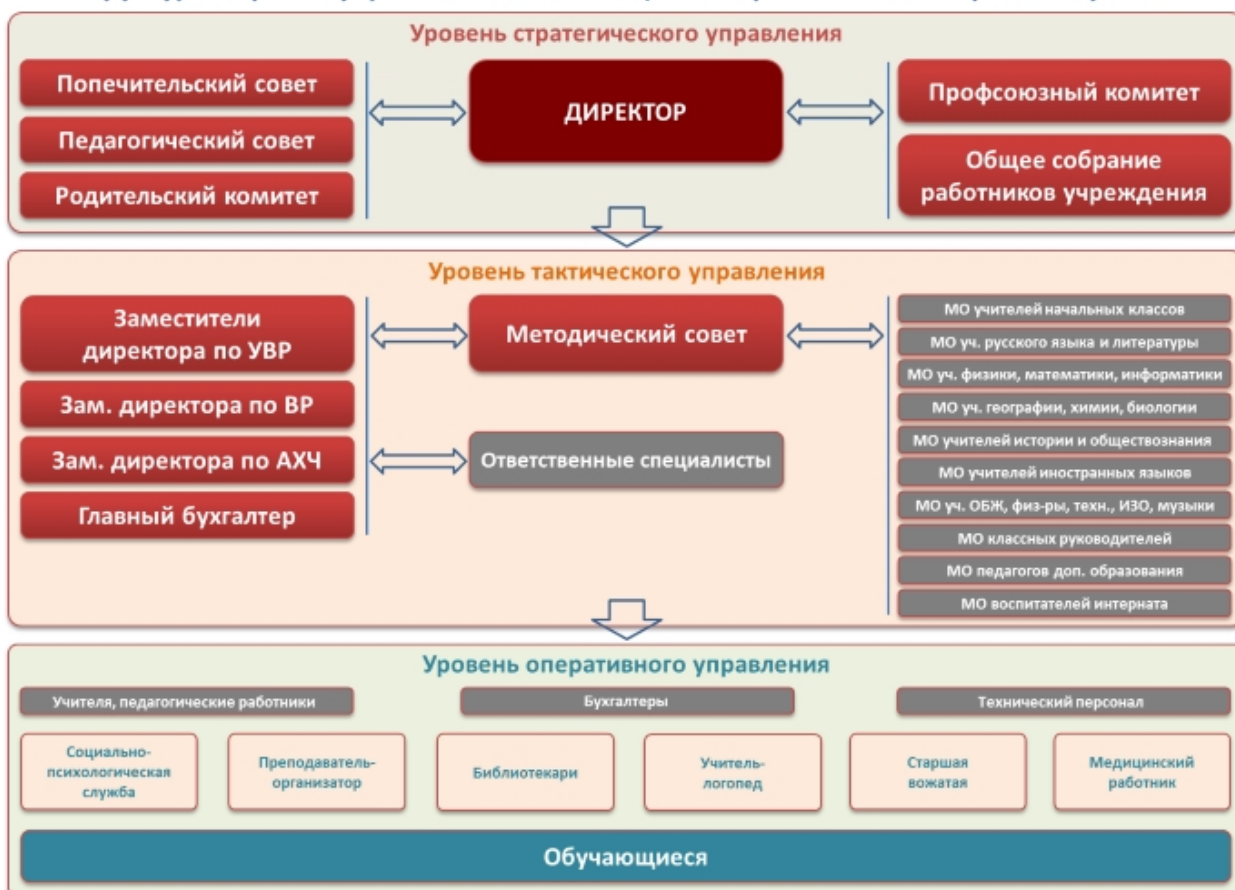 Уровень стратегического управления
Попечительский совет
Педагогический совет
Родительский комитет
ДИРЕКТОР
Профсоюзный комитет
Общее собрание
работников учреждения
Уровень тактического управления
Заместители
директора по УВР
Зам. директора по ВР
Зам. директора по АХЧ
Главный бухгалтер
Методический совет
Ответственные специалисты
МО учителей начальных классов
МО уч. русского языка и литературы
МО уч. физики, математики, информатики
МО уч. географии, химии, биологии
МО учителей истории и обществознания
МО учителей иностранных языков
МО уч. ОБЖ, физ-ры, техн., ИЗО, музыки
МО классных руководителей
МО педагогов доп. образования
МО воспитателей интерната
Уровень оперативного управления
Учителя, педагогические работники
Бухгалтеры
Технический персонал
Социально-
психологическая
служба
Преподаватель-
организатор
Библиотекари
Учитель-
логопед
Старшая
вожатая
Медицинский
работник
Обучающиеся